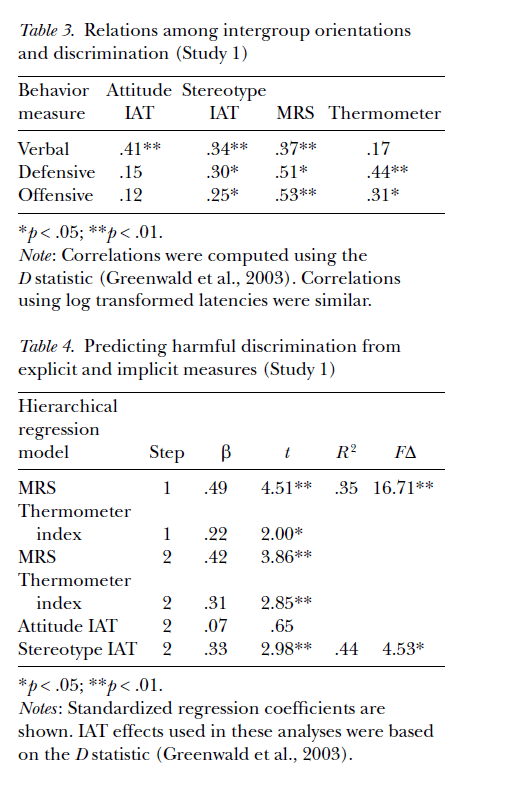 Table 3. Relations among intergroup orientations
and discrimination (Study 1)
Behavior Attitude Stereotype
measure IAT IAT MRS Thermometer
Verbal .41** .34** .37** .17
Defensive .15 .30* .51* .44**
Offensive .12 .25* .53** .31*
*p < .05; **p < .01.
Note: Correlations were computed using the
D statistic (Greenwald et al., 2003). Correlations
using log transformed latencies were similar.
Table 4. Predicting harmful discrimination from
explicit and implicit measures (Study 1)
Hierarchical
regression
model Step β t R² FΔ
MRS 1 .49 4.51** .35 16.71**
Thermometer
index 1 .22 2.00*
MRS 2 .42 3.86**
Thermometer
index 2 .31 2.85**
Attitude IAT 2 .07 .65
Stereotype IAT 2 .33 2.98** .44 4.53*
*p < .05; **p < .01.
Notes: Standardized regression coefficients are
shown. IAT effects used in these analyses were based
on the D statistic (Greenwald et al., 2003).